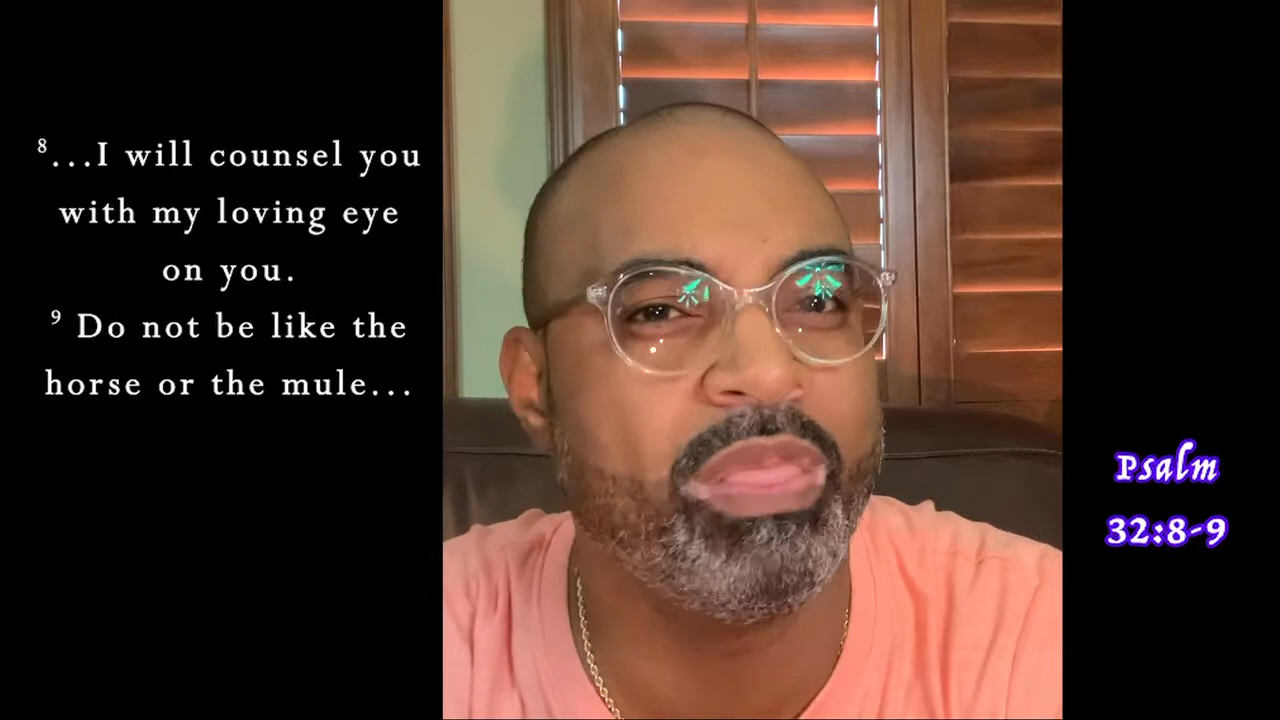 ⁸...I will counsel you
with my loving eye
on you.
⁹ Do not be like the
horse or the mule...
Psalm
32:8-9